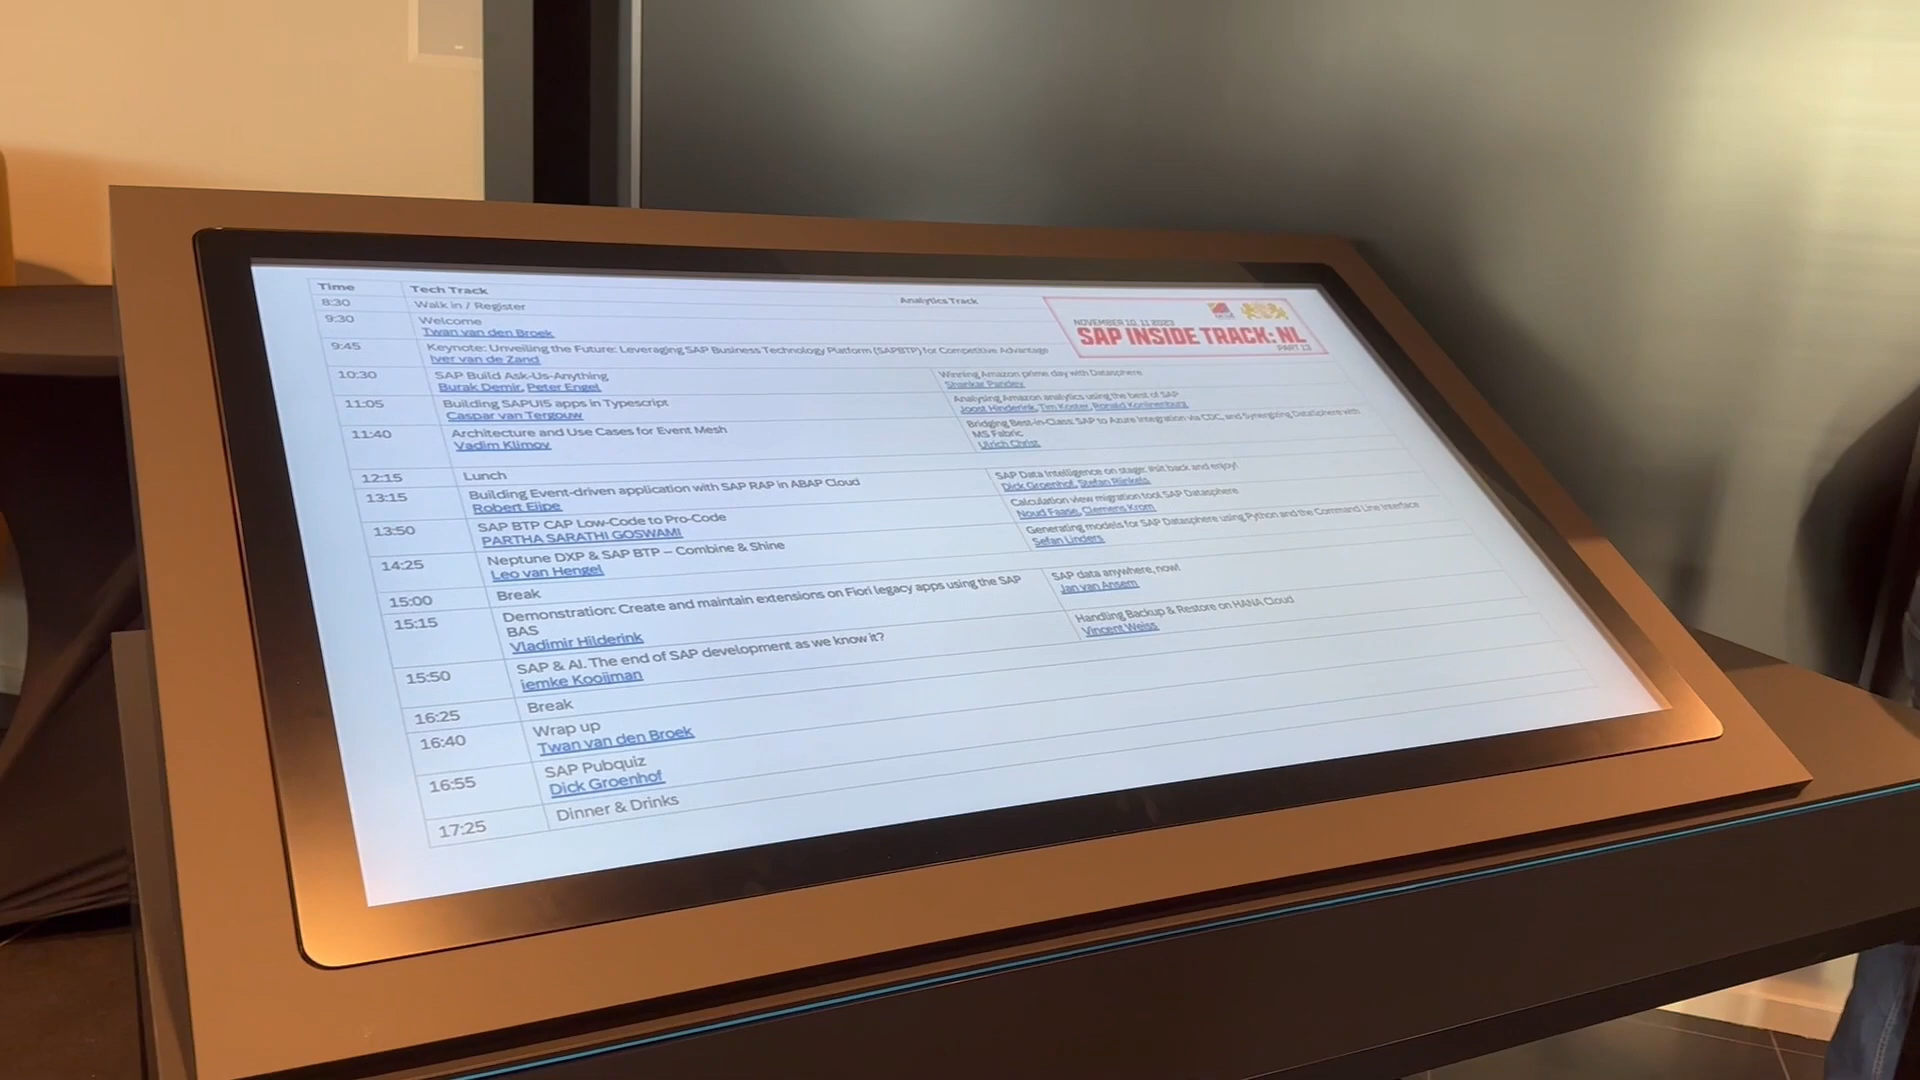 Time Tech Track Analytics Track
8:30 Walk in / Register
NOVEMBER 10, 11 2023
SAP INSIDE TRACK: NL
PART 13
9:30 Welcome
Twan van den Broek
9:45 Keynote: Unveiling the Future: Leveraging SAP Business Technology Platform (SAPBTP) for Competitive Advantage
Iver van de Zand
10:30 SAP Build Ask-Us-Anything
Burak Demir, Peter Engel
Winning Amazon prime day with Datasphere
Shankar Pandey
11:05 Building SAPUI5 apps in Typescript
Caspar van Tergouw
Analysing Amazon analytics using the best of SAP
Joost Hinderink, Tim Koster, Ronald Konijnenburg
11:40 Architecture and Use Cases for Event Mesh
Vadim Klimov
Bridging Best-in-Class: SAP to Azure Integration via CDC, and Synergizing DataSphere with
MS Fabric
Ulrich Christ
12:15 Lunch
13:15 Building Event-driven application with SAP RAP in ABAP Cloud
Robert Eijpe
SAP Data Intelligence on stage: #sit back and enjoy!
Dick Groenhof, Stefan Rijnkels
13:50 SAP BTP CAP Low-Code to Pro-Code
PARTHA SARATHI GOSWAMI
Calculation view migration tool SAP Datasphere
Noud Faase, Clemens Krom
14:25 Neptune DXP & SAP BTP – Combine & Shine
Leo van Hengel
Generating models for SAP Datasphere using Python and the Command Line Interface
Sefan Linders
15:00 Break
15:15 Demonstration: Create and maintain extensions on Fiori legacy apps using the SAP
BAS
Vladimir Hilderink
SAP data anywhere, now!
Jan van Ansem
15:50 SAP & AI. The end of SAP development as we know it?
iemke Kooijman
Handling Backup & Restore on HANA Cloud
Vincent Weiss
16:25 Break
16:40 Wrap up
Twan van den Broek
16:55 SAP Pubquiz
Dick Groenhof
17:25 Dinner & Drinks